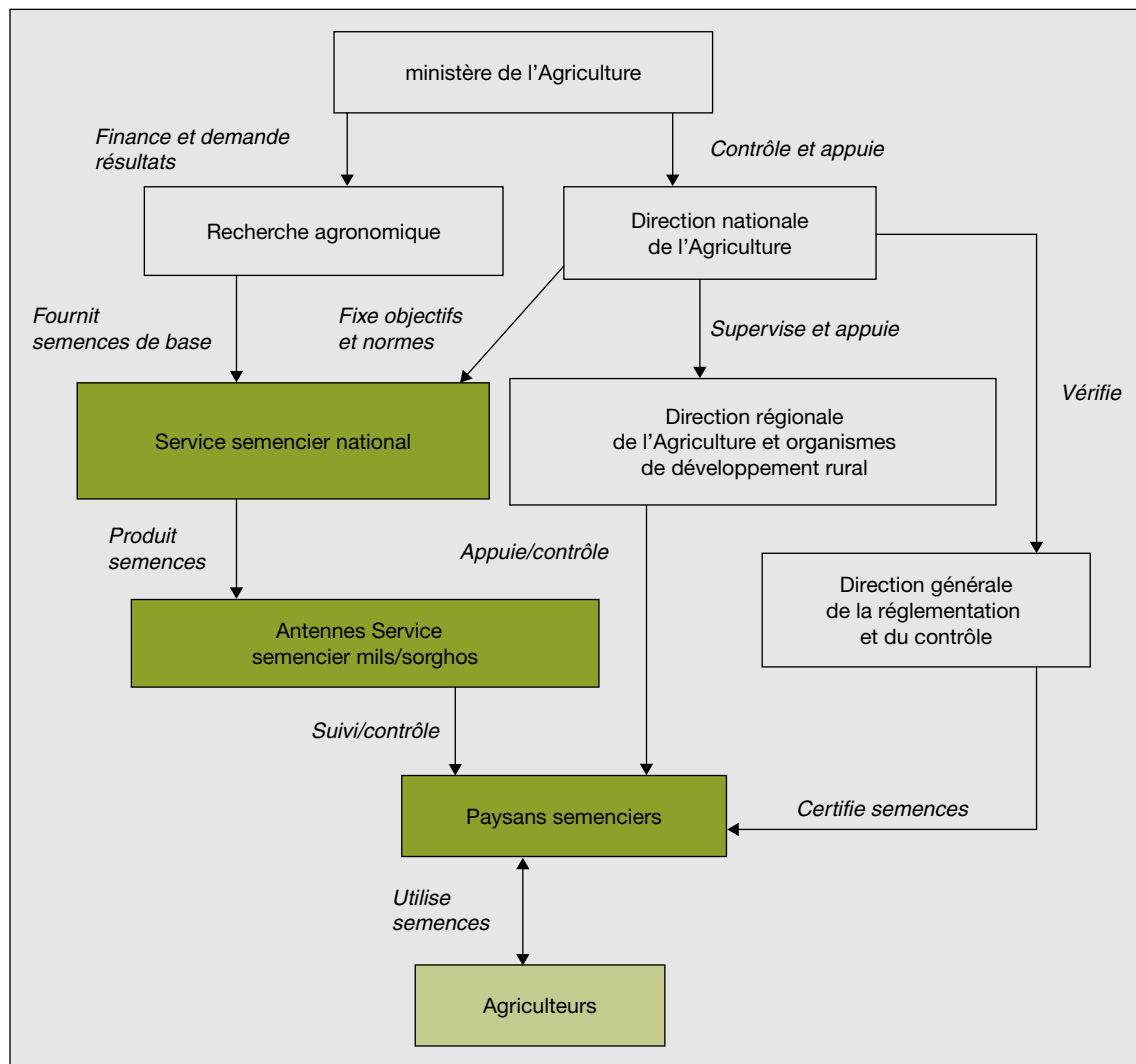 ministère de l'Agriculture
Finance et demande
résultats
Contrôle et appuie
Recherche agronomique
Direction nationale
de l'Agriculture
Fournit
semences de base
Fixe objectifs
et normes
Supervise et appuie
Vérifie
Service semencier national
Direction régionale
de l'Agriculture et organismes
de développement rural
Produit
semences
Appuie/contrôle
Direction générale
de la réglementation
et du contrôle
Antennes Service
semencier mils/sorghos
Suivi/contrôle
Paysans semenciers
Certifie semences
Utilise
semences
Agriculteurs